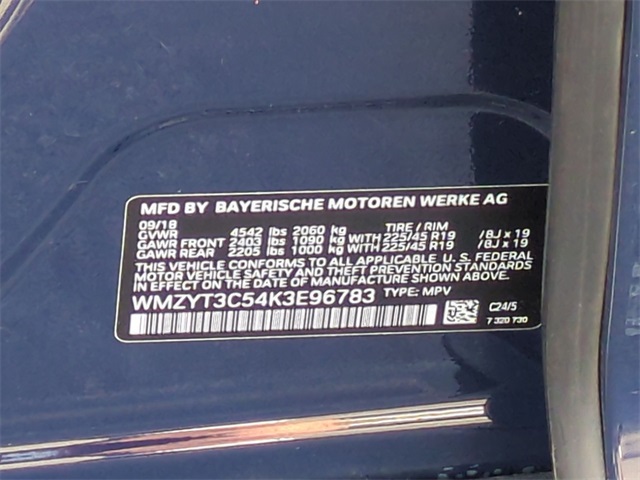 MFD BY BAYERISCHE MOTOREN WERKE AG
09/18 TIRE / RIM
GVWR 4542 lbs 2060 kg
GAWR FRONT 2403 lbs 1090 kg WITH 225/45 R19 /8J x 19
GAWR REAR 2205 lbs 1000 kg WITH 225/45 R19 /8J x 19
THIS VEHICLE CONFORMS TO ALL APPLICABLE U. S. FEDERAL
MOTOR VEHICLE SAFETY AND THEFT PREVENTION STANDARDS
IN EFFECT ON THE DATE OF MANUFACTURE SHOWN ABOVE.
WMZYT3C54K3E96783 TYPE: MPV
C24/5
7 320 730